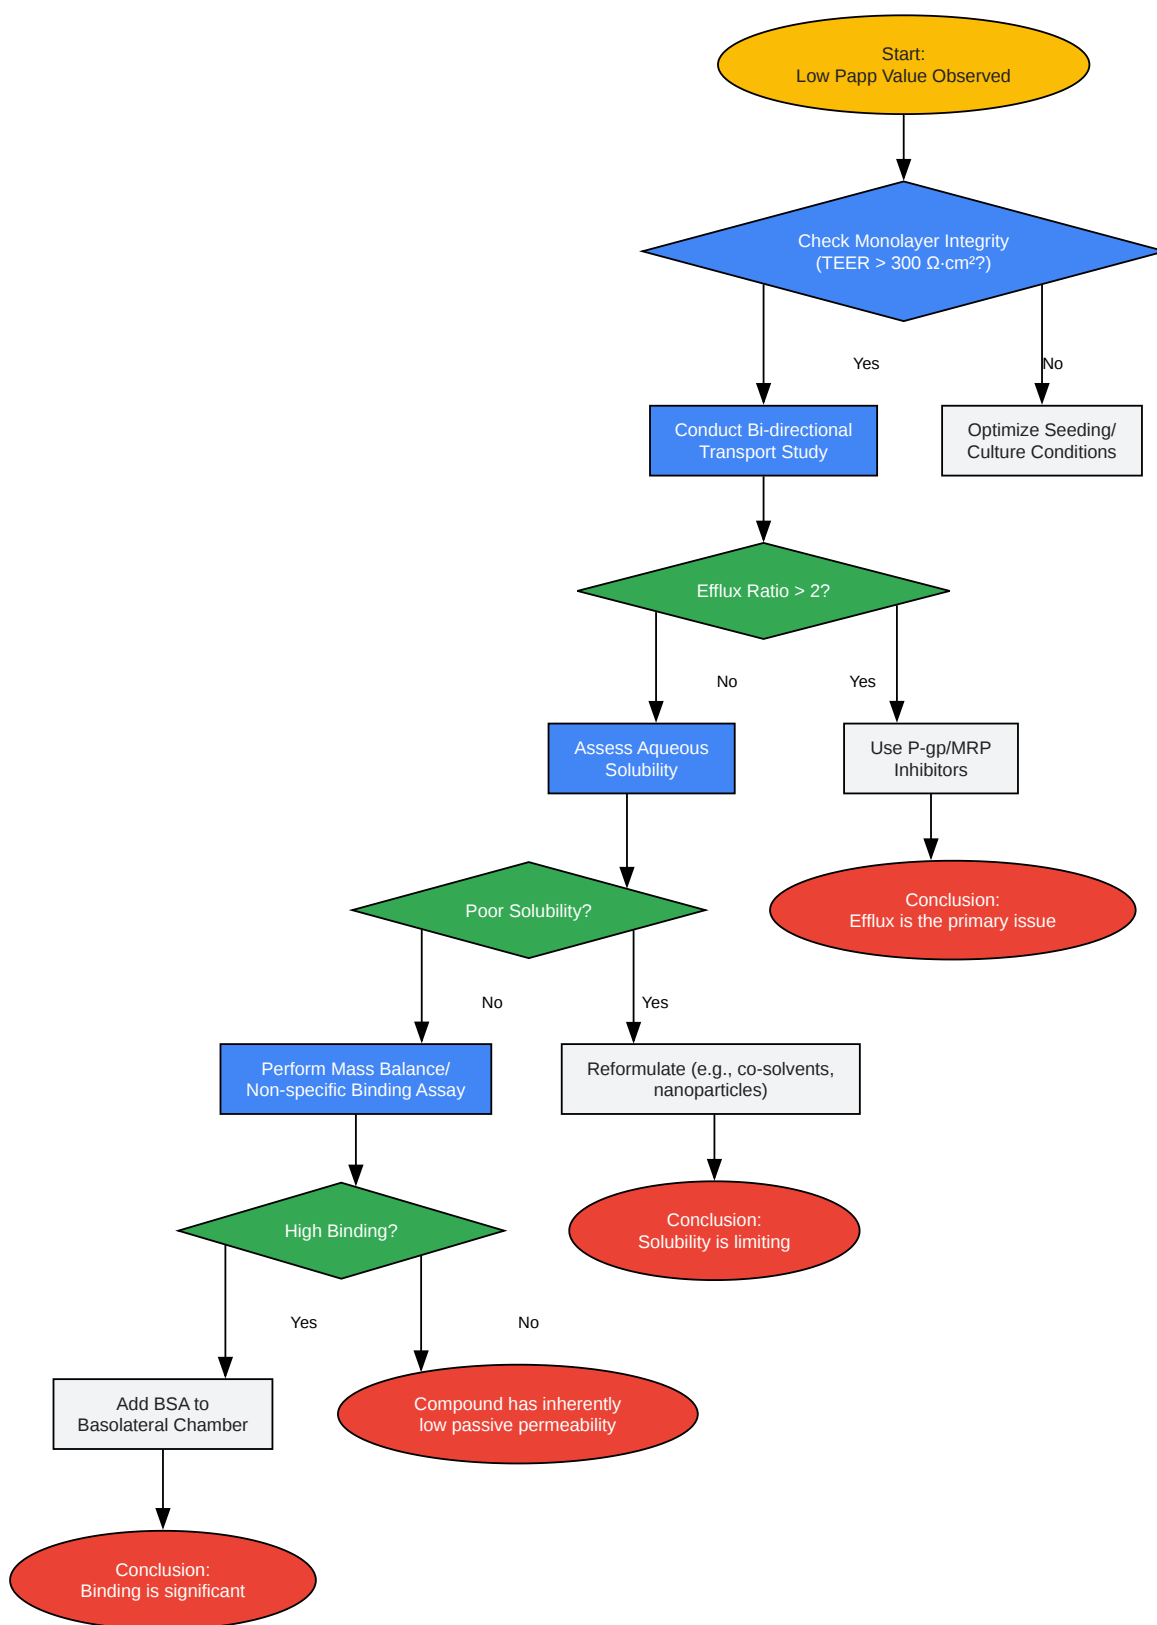 Start:
Low Papp Value Observed
Check Monolayer Integrity
(TEER > 300 Ω·cm²?)
Yes
No
Conduct Bi-directional
Transport Study
Optimize Seeding/
Culture Conditions
Efflux Ratio > 2?
No
Yes
Assess Aqueous
Solubility
Use P-gp/MRP
Inhibitors
Poor Solubility?
Conclusion:
Efflux is the primary issue
No
Yes
Perform Mass Balance/
Non-specific Binding Assay
Reformulate (e.g., co-solvents,
nanoparticles)
High Binding?
Conclusion:
Solubility is limiting
Yes
No
Add BSA to
Basolateral Chamber
Compound has inherently
low passive permeability
Conclusion:
Binding is significant